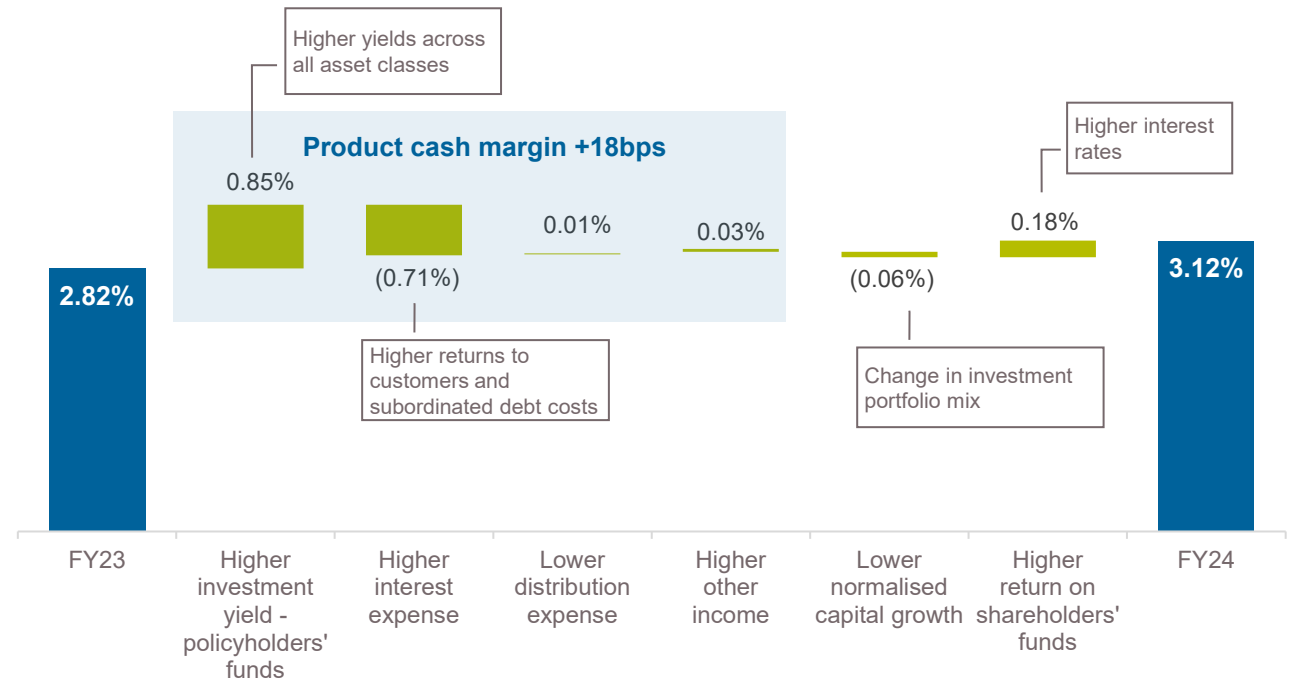 Higher yields across
all asset classes
Product cash margin +18bps
Higher interest
rates
0.85%
(0.71%)
0.01%
0.03%
(0.06%)
0.18%
2.82%
3.12%
Higher returns to
customers and
subordinated debt costs
Change in investment
portfolio mix
FY23
Higher
investment
yield -
policyholders'
funds
Higher
interest
expense
Lower
distribution
expense
Higher
other
income
Lower
normalised
capital growth
Higher
return on
shareholders'
funds
FY24